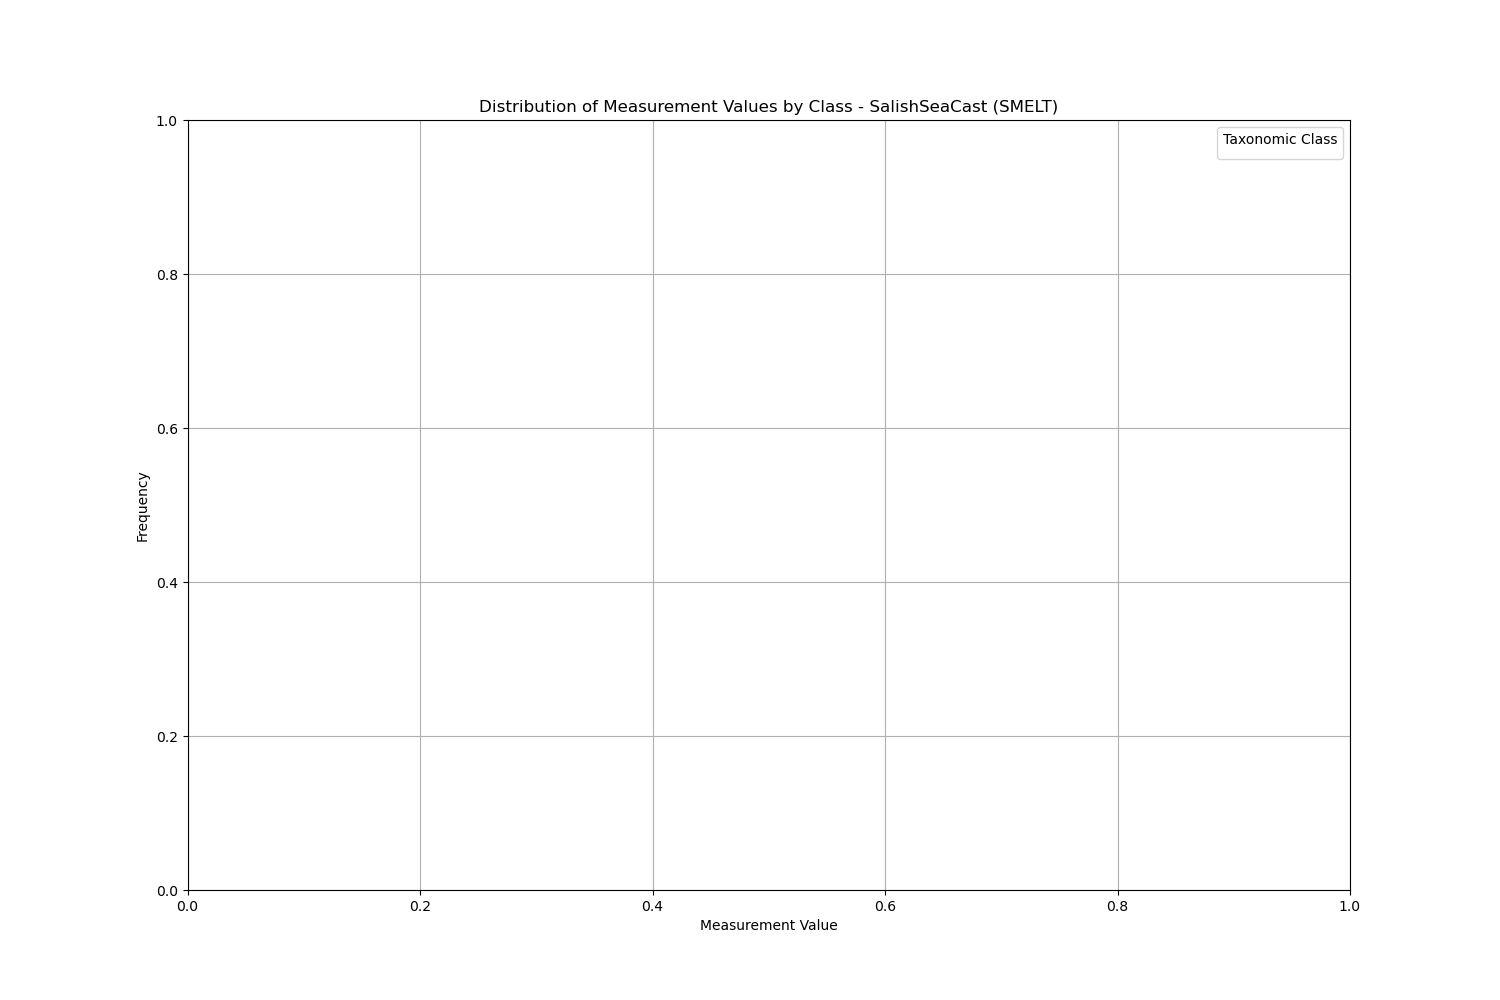 Distribution of Measurement Values by Class - SalishSeaCast (SMELT)
Taxonomic Class
1.0
0.8
0.6
0.4
0.2
0.0
Frequency
0.0 0.2 0.4 0.6 0.8 1.0
Measurement Value